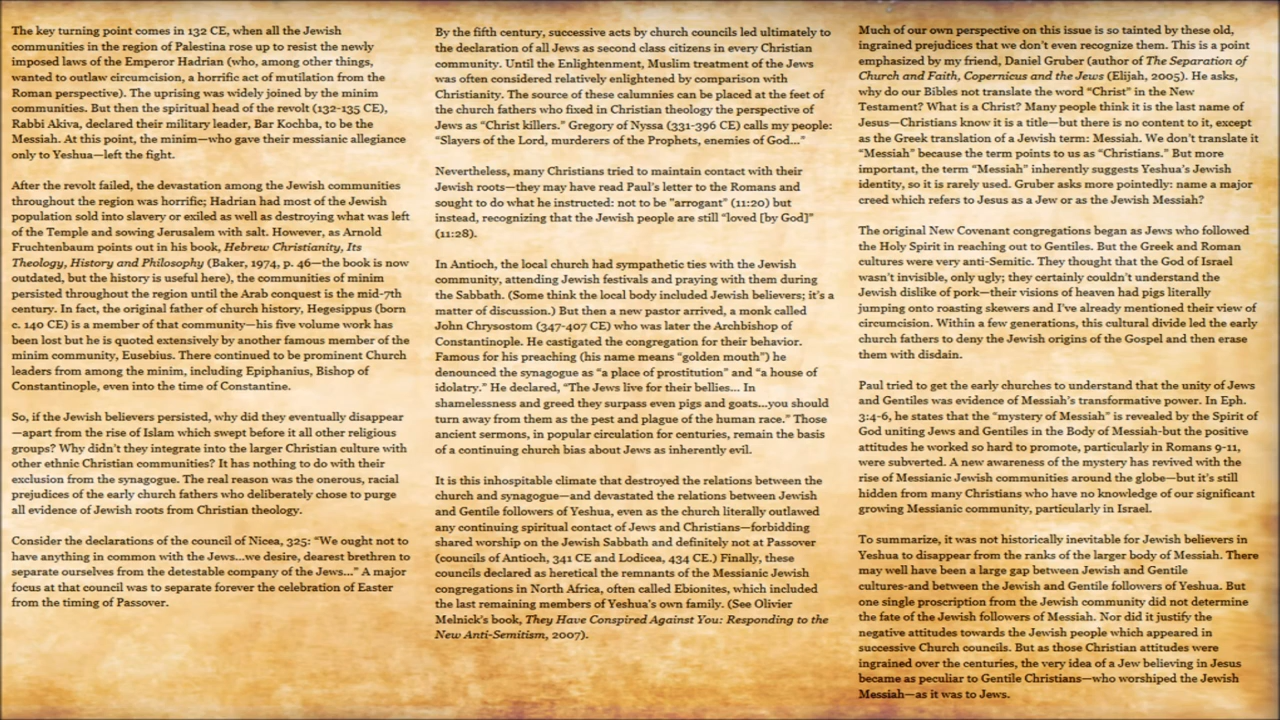 The key turning point comes in 132 CE, when all the Jewish
communities in the region of Palestina rose up to resist the newly
imposed laws of the Emperor Hadrian (who, among other things,
wanted to outlaw circumcision, a horrific act of mutilation from the
Roman perspective). The uprising was widely joined by the minim
communities. But then the spiritual head of the revolt (132-135 CE),
Rabbi Akiva, declared their military leader, Bar Kochba, to be the
Messiah. At this point, the minim—who gave their messianic allegiance
only to Yeshua—left the fight.
After the revolt failed, the devastation among the Jewish communities
throughout the region was horrific; Hadrian had most of the Jewish
population sold into slavery or exiled as well as destroying what was left
of the Temple and sowing Jerusalem with salt. However, as Arnold
Fruchtenbaum points out in his book, Hebrew Christianity, Its
Theology, History and Philosophy (Baker, 1974, p. 46—the book is now
outdated, but the history is useful here), the communities of minim
persisted throughout the region until the Arab conquest is the mid-7th
century. In fact, the original father of church history, Hegesippus (born
c. 140 CE) is a member of that community—his five volume work has
been lost but he is quoted extensively by another famous member of the
minim community, Eusebius. There continued to be prominent Church
leaders from among the minim, including Epiphanius, Bishop of
Constantinople, even into the time of Constantine.
So, if the Jewish believers persisted, why did they eventually disappear
—apart from the rise of Islam which swept before it all other religious
groups? Why didn't they integrate into the larger Christian culture with
other ethnic Christian communities? It has nothing to do with their
exclusion from the synagogue. The real reason was the onerous, racial
prejudices of the early church fathers who deliberately chose to purge
all evidence of Jewish roots from Christian theology.
Consider the declarations of the council of Nicea, 325: "We ought not to
have anything in common with the Jews...we desire, dearest brethren to
separate ourselves from the detestable company of the Jews..." A major
focus at that council was to separate forever the celebration of Easter
from the timing of Passover.
By the fifth century, successive acts by church councils led ultimately to
the declaration of all Jews as second class citizens in every Christian
community. Until the Enlightenment, Muslim treatment of the Jews
was often considered relatively enlightened by comparison with
Christianity. The source of these calumnies can be placed at the feet of
the church fathers who fixed in Christian theology the perspective of
Jews as "Christ killers." Gregory of Nyssa (331-396 CE) calls my people:
"Slayers of the Lord, murderers of the Prophets, enemies of God..."
Nevertheless, many Christians tried to maintain contact with their
Jewish roots—they may have read Paul's letter to the Romans and
sought to do what he instructed: not to be "arrogant" (11:20) but
instead, recognizing that the Jewish people are still "loved [by God]"
(11:28).
In Antioch, the local church had sympathetic ties with the Jewish
community, attending Jewish festivals and praying with them during
the Sabbath. (Some think the local body included Jewish believers; it's a
matter of discussion.) But then a new pastor arrived, a monk called
John Chrysostom (347-407 CE) who was later the Archbishop of
Constantinople. He castigated the congregation for their behavior.
Famous for his preaching (his name means "golden mouth") he
denounced the synagogue as "a place of prostitution" and "a house of
idolatry." He declared, "The Jews live for their bellies... In
shamelessness and greed they surpass even pigs and goats...you should
turn away from them as the pest and plague of the human race." Those
ancient sermons, in popular circulation for centuries, remain the basis
of a continuing church bias about Jews as inherently evil.
It is this inhospitable climate that destroyed the relations between the
church and synagogue—and devastated the relations between Jewish
and Gentile followers of Yeshua, even as the church literally outlawed
any continuing spiritual contact of Jews and Christians—forbidding
shared worship on the Jewish Sabbath and definitely not at Passover
(councils of Antioch, 341 CE and Lodicea, 434 CE.) Finally, these
councils declared as heretical the remnants of the Messianic Jewish
congregations in North Africa, often called Ebionites, which included
the last remaining members of Yeshua's own family. (See Olivier
Melnick's book, They Have Conspired Against You: Responding to the
New Anti-Semitism, 2007).
Much of our own perspective on this issue is so tainted by these old,
ingrained prejudices that we don't even recognize them. This is a point
emphasized by my friend, Daniel Gruber (author of The Separation of
Church and Faith, Copernicus and the Jews (Elijah, 2005). He asks,
why do our Bibles not translate the word "Christ" in the New
Testament? What is a Christ? Many people think it is the last name of
Jesus—Christians know it is a title—but there is no content to it, except
as the Greek translation of a Jewish term: Messiah. We don't translate it
"Messiah" because the term points to us as "Christians." But more
important, the term "Messiah" inherently suggests Yeshua's Jewish
identity, so it is rarely used. Gruber asks more pointedly: name a major
creed which refers to Jesus as a Jew or as the Jewish Messiah?
The original New Covenant congregations began as Jews who followed
the Holy Spirit in reaching out to Gentiles. But the Greek and Roman
cultures were very anti-Semitic. They thought that the God of Israel
wasn't invisible, only ugly; they certainly couldn't understand the
Jewish dislike of pork—their visions of heaven had pigs literally
jumping onto roasting skewers and I've already mentioned their view of
circumcision. Within a few generations, this cultural divide led the early
church fathers to deny the Jewish origins of the Gospel and then erase
them with disdain.
Paul tried to get the early churches to understand that the unity of Jews
and Gentiles was evidence of Messiah's transformative power. In Eph.
3:4-6, he states that the "mystery of Messiah" is revealed by the Spirit of
God uniting Jews and Gentiles in the Body of Messiah-but the positive
attitudes he worked so hard to promote, particularly in Romans 9-11,
were subverted. A new awareness of the mystery has revived with the
rise of Messianic Jewish communities around the globe—but it's still
hidden from many Christians who have no knowledge of our significant
growing Messianic community, particularly in Israel.
To summarize, it was not historically inevitable for Jewish believers in
Yeshua to disappear from the ranks of the larger body of Messiah. There
may well have been a large gap between Jewish and Gentile
cultures-and between the Jewish and Gentile followers of Yeshua. But
one single proscription from the Jewish community did not determine
the fate of the Jewish followers of Messiah. Nor did it justify the
negative attitudes towards the Jewish people which appeared in
successive Church councils. But as those Christian attitudes were
ingrained over the centuries, the very idea of a Jew believing in Jesus
became as peculiar to Gentile Christians—who worshiped the Jewish
Messiah—as it was to Jews.